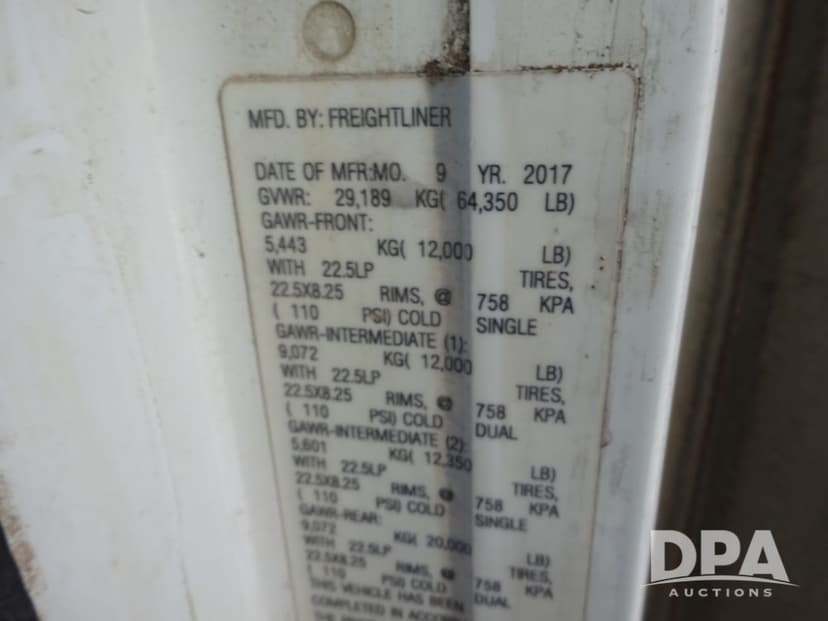 MFD. BY: FREIGHTLINER
DATE OF MFR:MO. 9 YR. 2017
GVWR: 29,189 KG( 64,350 LB)
GAWR-FRONT:
5,443 KG( 12,000 LB)
WITH 22.5LP TIRES,
22.5X8.25 RIMS, @ 758 KPA
( 110 PSI) COLD SINGLE
GAWR-INTERMEDIATE (1):
9,072 KG( 12,000 LB)
WITH 22.5LP TIRES,
22.5X8.25 RIMS, @ 758 KPA
( 110 PSI) COLD DUAL
GAWR-INTERMEDIATE (2):
5,601 KG( 12,350 LB)
WITH 22.5LP TIRES,
22.5X8.25 RIMS, @ 758 KPA
( 110 PSI) COLD SINGLE
GAWR-REAR:
9,072 KG( 20,000 LB)
WITH 22.5LP TIRES,
22.5X8.25 RIMS, @ 758 KPA
( 110 PSI) COLD DUAL
THIS VEHICLE HAS BEEN
COMPLETED IN
DPA
AUCTIONS